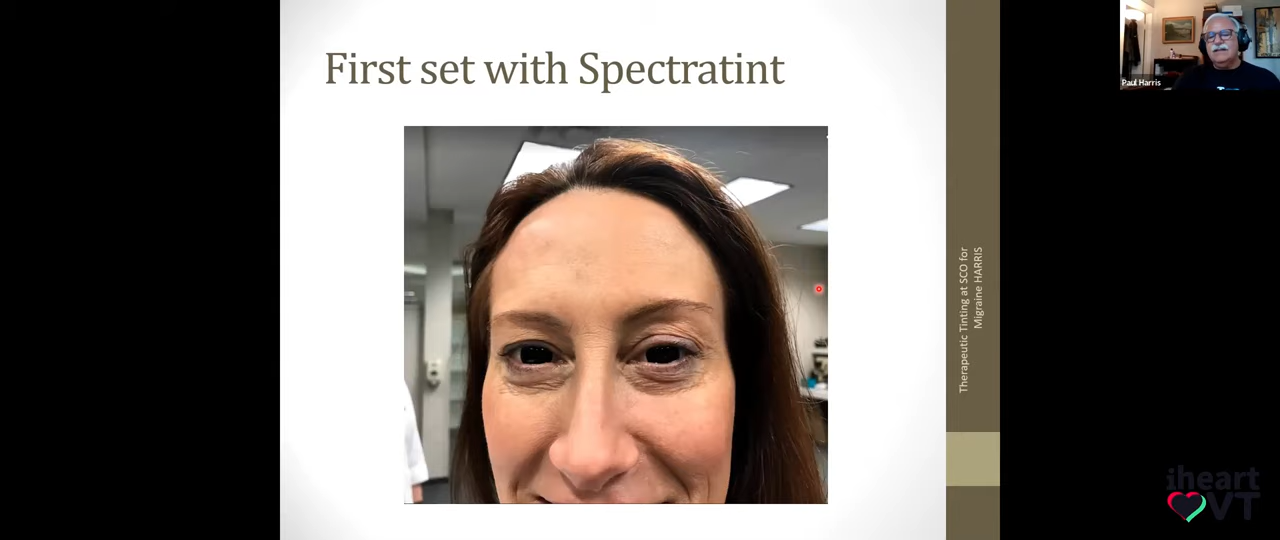 First set with Spectratint
Paul Harris
Therapeutic Tinting at SCO for
Migraine HARRIS
iheart
VT